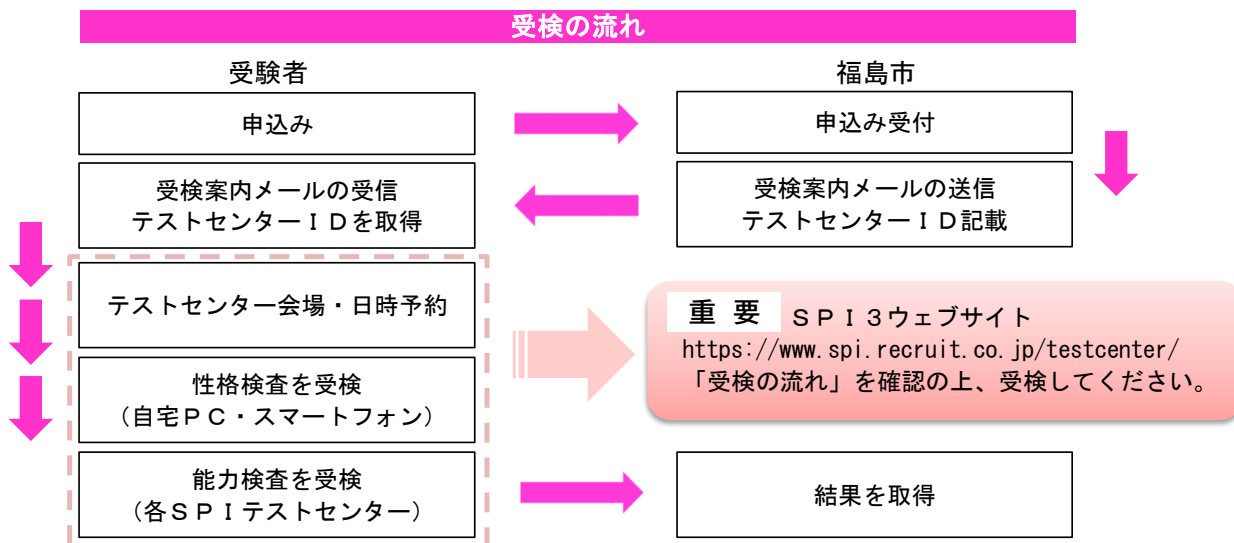 受検の流れ
受験者
福島市
申込み
申込み受付
受検案内メールの受信
テストセンターＩＤを取得
受検案内メールの送信
テストセンターＩＤ記載
テストセンター会場・日時予約
重 要 ＳＰＩ３ウェブサイト
https://www.spi.recruit.co.jp/testcenter/
「受検の流れ」を確認の上、受検してください。
性格検査を受検
（自宅ＰＣ・スマートフォン）
能力検査を受検
（各ＳＰＩテストセンター）
結果を取得